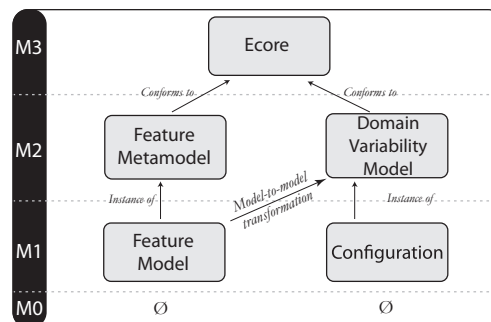 M3
Ecore
Conforms to
Conforms to
M2
Feature
Metamodel
Domain
Variability
Model
Instance of
Model-to-model
transformation
Instance of
M1
Feature
Model
Configuration
M0
Ø
Ø